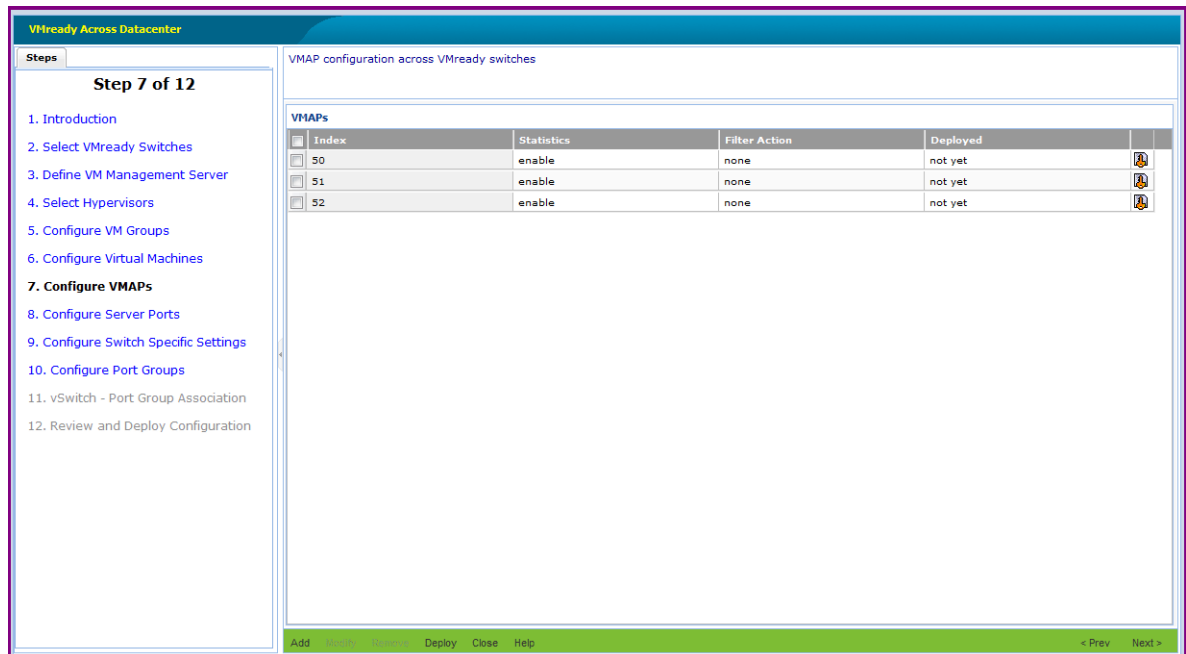 VMready Across Datacenter
Steps
Step 7 of 12
1. Introduction
2. Select VMready Switches
3. Define VM Management Server
4. Select Hypervisors
5. Configure VM Groups
6. Configure Virtual Machines
7. Configure VMAPs
8. Configure Server Ports
9. Configure Switch Specific Settings
10. Configure Port Groups
11. vSwitch - Port Group Association
12. Review and Deploy Configuration
VMAP configuration across VMready switches
VMAPs
Index Statistics Filter Action Deployed
50 enable none not yet
51 enable none not yet
52 enable none not yet
Add Modify Remove Deploy Close Help < Prev Next >